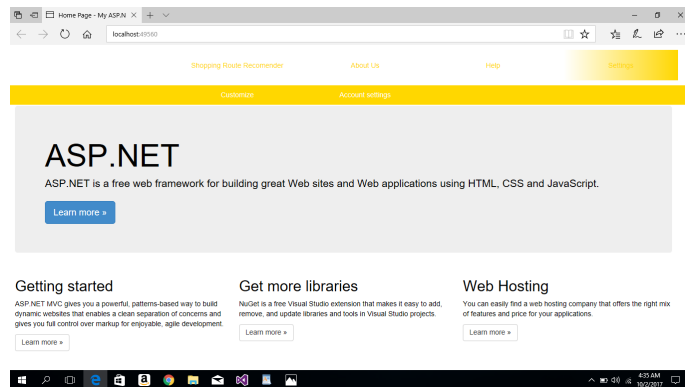 Home Page - My ASP.N
localhost:49560
Shopping Route Recomender About Us Help Settings
Customize Account settings
ASP.NET
ASP.NET is a free web framework for building great Web sites and Web applications using HTML, CSS and JavaScript.
Learn more »
Getting started
ASP.NET MVC gives you a powerful, patterns-based way to build
dynamic websites that enables a clean separation of concerns and
gives you full control over markup for enjoyable, agile development.
Learn more »
Get more libraries
NuGet is a free Visual Studio extension that makes it easy to add,
remove, and update libraries and tools in Visual Studio projects.
Learn more »
Web Hosting
You can easily find a web hosting company that offers the right mix
of features and price for your applications.
Learn more »
4:35 AM
10/2/2017